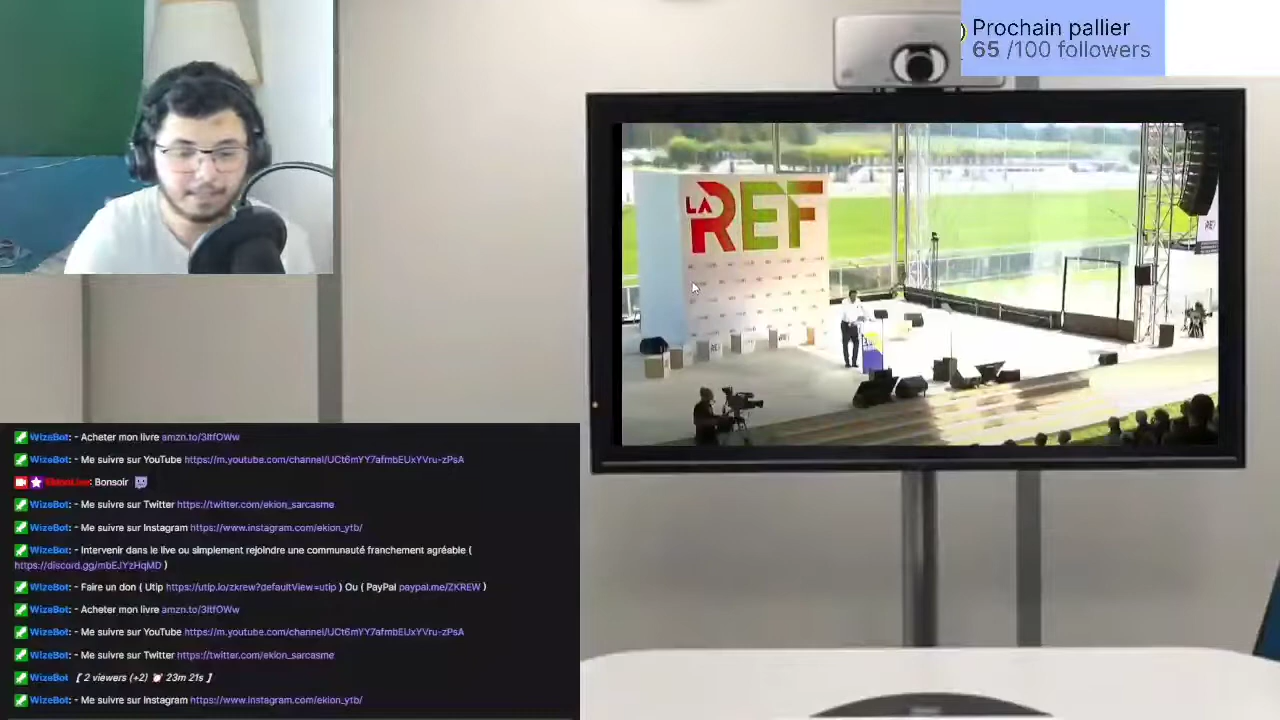 Prochain pallier
65 /100 followers
LA
REF
WizeBot: - Acheter mon livre amzn.to/3ltfOWw
WizeBot: - Me suivre sur YouTube https://m.youtube.com/channel/UCt6mYY7afmbEUxYVru-zPsA
EkionLive: Bonsoir
WizeBot: - Me suivre sur Twitter https://twitter.com/ekion_sarcasme
WizeBot: - Me suivre sur Instagram https://www.instagram.com/ekion_ytb/
WizeBot: - Intervenir dans le live ou simplement rejoindre une communauté franchement agréable (
https://discord.gg/mbEJYzHqMD )
WizeBot: - Faire un don ( Utip https://utip.io/zkrew?defaultView=utip ) Ou ( PayPal paypal.me/ZKREW )
WizeBot: - Acheter mon livre amzn.to/3ltfOWw
WizeBot: - Me suivre sur YouTube https://m.youtube.com/channel/UCt6mYY7afmbEUxYVru-zPsA
WizeBot: - Me suivre sur Twitter https://twitter.com/ekion_sarcasme
WizeBot [ 2 viewers (+2) 23m 21s ]
WizeBot: - Me suivre sur Instagram https://www.instagram.com/ekion_ytb/